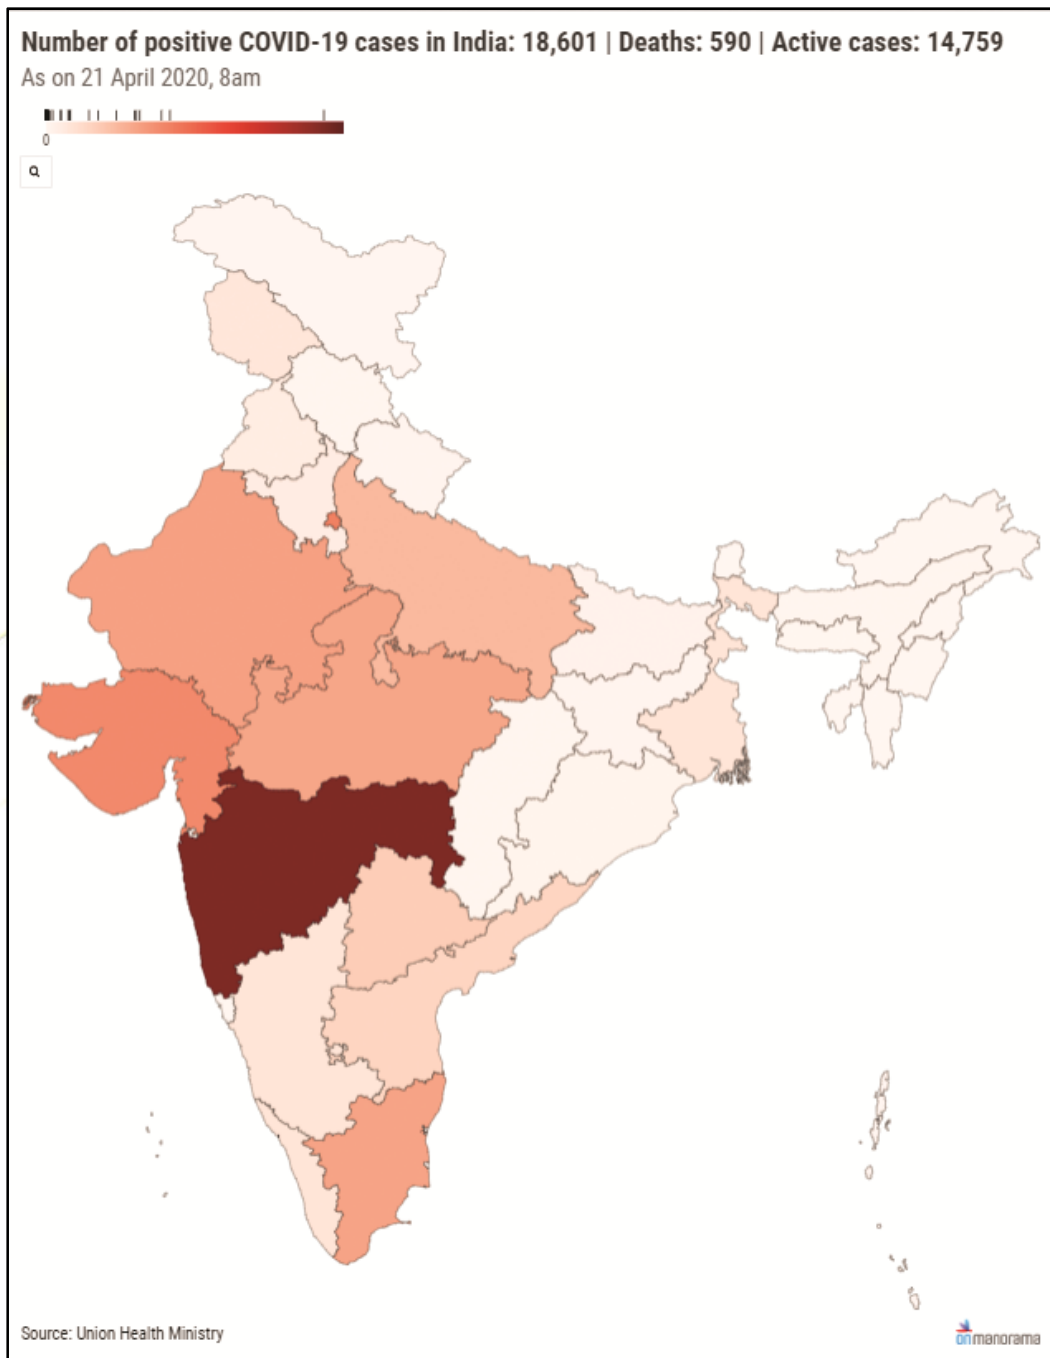 Number of positive COVID-19 cases in India: 18,601 | Deaths: 590 | Active cases: 14,759
As on 21 April 2020, 8am
0
Source: Union Health Ministry
onmanorama